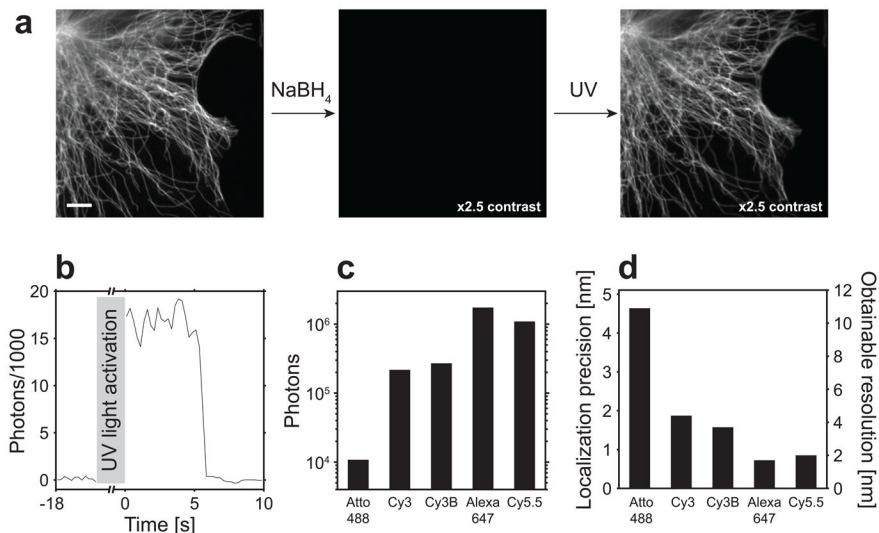 a
NaBH4
UV
x2.5 contrast
x2.5 contrast
b
Photons/1000
20
15
10
5
0
UV light activation
-18
0
5
10
Time [s]
c
Photons
10^6
10^5
10^4
Atto
488
Cy3
Cy3B
Alexa
647
Cy5.5
d
Localization precision [nm]
5
4
3
2
1
0
Obtainable resolution [nm]
12
10
8
6
4
2
0
Atto
488
Cy3
Cy3B
Alexa
647
Cy5.5